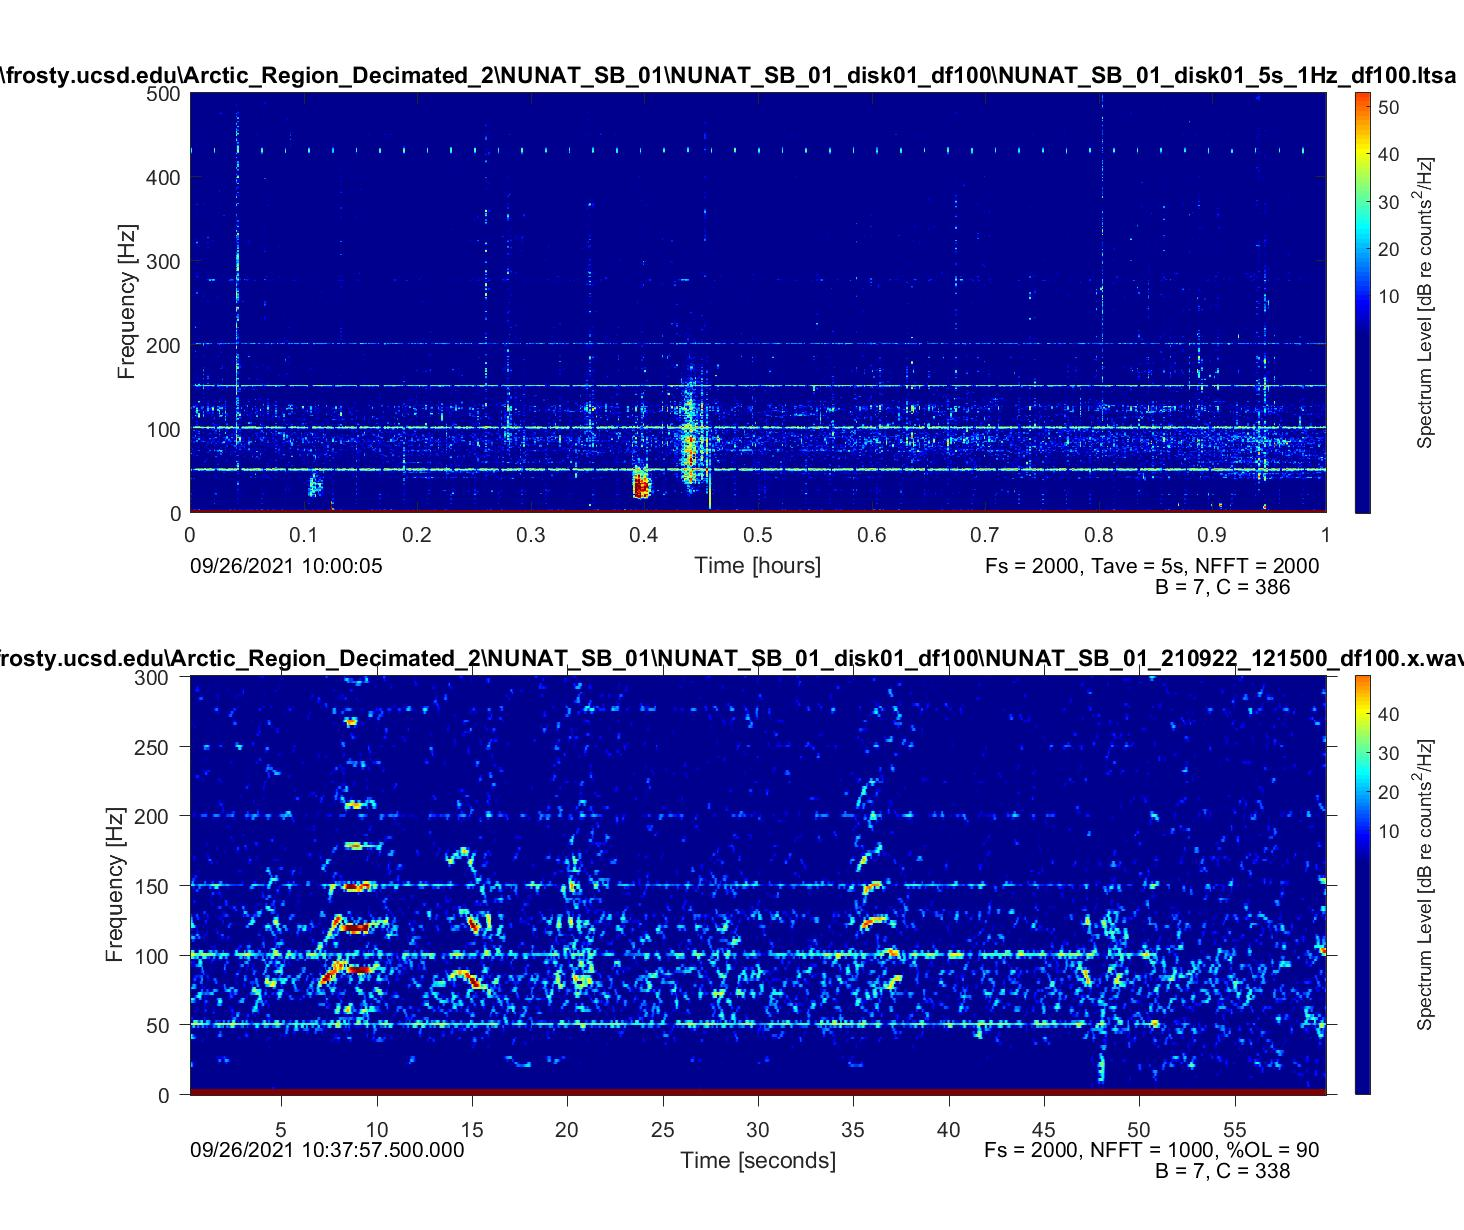 \frosty.ucsd.edu\Arctic_Region_Decimated_2\NUNAT_SB_01\NUNAT_SB_01_disk01_df100\NUNAT_SB_01_disk01_5s_1Hz_df100.ltsa
500
400
300
200
100
0
Frequency [Hz]
0 0.1 0.2 0.3 0.4 0.5 0.6 0.7 0.8 0.9 1
Time [hours]
09/26/2021 10:00:05
Fs = 2000, Tave = 5s, NFFT = 2000
B = 7, C = 386
50
40
30
20
10
Spectrum Level [dB re counts²/Hz]
frosty.ucsd.edu\Arctic_Region_Decimated_2\NUNAT_SB_01\NUNAT_SB_01_disk01_df100\NUNAT_SB_01_210922_121500_df100.x.wav
300
250
200
150
100
50
0
Frequency [Hz]
5 10 15 20 25 30 35 40 45 50 55
Time [seconds]
09/26/2021 10:37:57.500.000
Fs = 2000, NFFT = 1000, %OL = 90
B = 7, C = 338
40
30
20
10
Spectrum Level [dB re counts²/Hz]